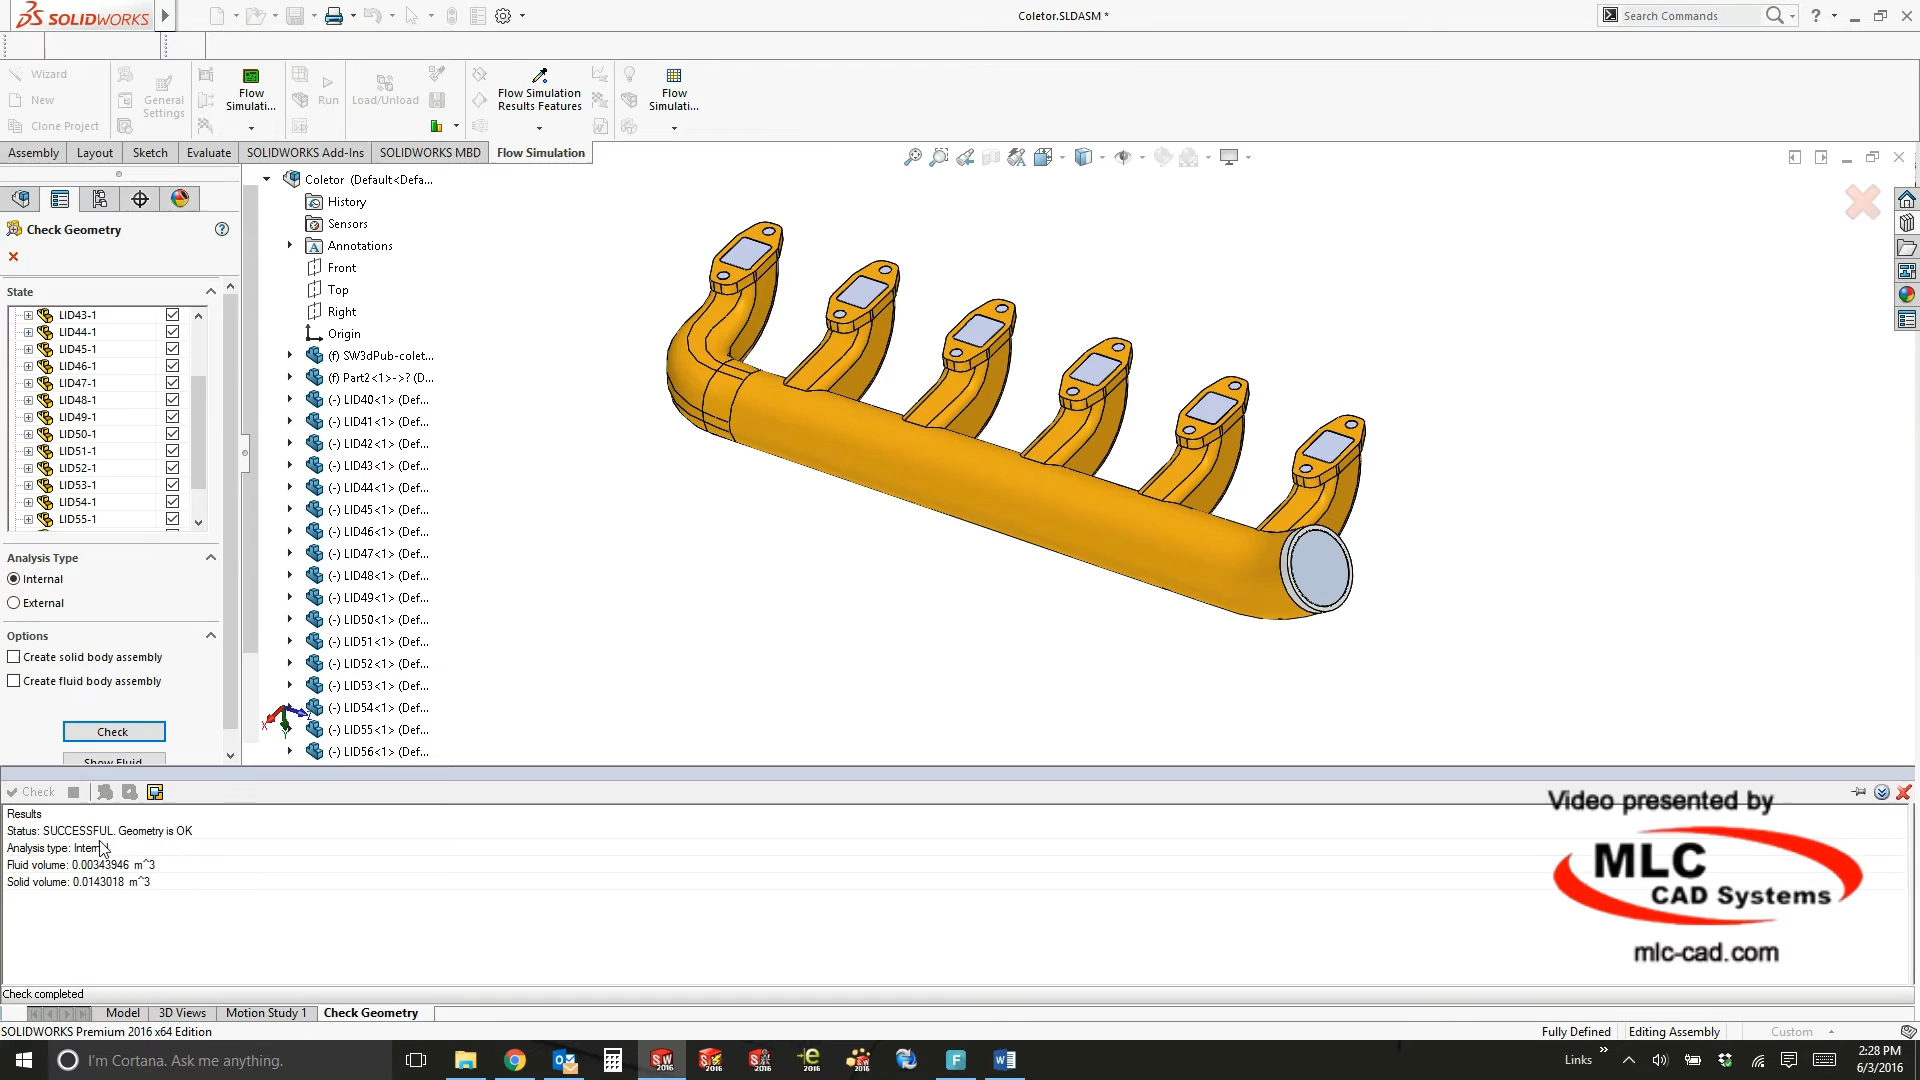 SOLIDWORKS
Coletor.SLDASM *
Search Commands
Wizard
New
Clone Project
General Settings
Flow Simulati...
Run
Load/Unload
Flow Simulation Results Features
Flow Simulati...
Assembly
Layout
Sketch
Evaluate
SOLIDWORKS Add-Ins
SOLIDWORKS MBD
Flow Simulation
Check Geometry
State
LID43-1
LID44-1
LID45-1
LID46-1
LID47-1
LID48-1
LID49-1
LID50-1
LID51-1
LID52-1
LID53-1
LID54-1
LID55-1
Analysis Type
Internal
External
Options
Create solid body assembly
Create fluid body assembly
Check
Show Fluid
Coletor (Default<Defa...
History
Sensors
Annotations
Front
Top
Right
Origin
(f) SW3dPub-colet...
(f) Part2<1>->? (D...
(-) LID40<1> (Def...
(-) LID41<1> (Def...
(-) LID42<1> (Def...
(-) LID43<1> (Def...
(-) LID44<1> (Def...
(-) LID45<1> (Def...
(-) LID46<1> (Def...
(-) LID47<1> (Def...
(-) LID48<1> (Def...
(-) LID49<1> (Def...
(-) LID50<1> (Def...
(-) LID51<1> (Def...
(-) LID52<1> (Def...
(-) LID53<1> (Def...
(-) LID54<1> (Def...
(-) LID55<1> (Def...
(-) LID56<1> (Def...
Check
Results
Status: SUCCESSFUL. Geometry is OK
Analysis type:
Fluid volume: 0.00343946 m^3
Solid volume: 0.0143018 m^3
Video presented by
MLC
CAD Systems
mlc-cad.com
Check completed
Model
3D Views
Motion Study 1
Check Geometry
SOLIDWORKS Premium 2016 x64 Edition
Fully Defined
Editing Assembly
Custom
I'm Cortana. Ask me anything.
Links
2:28 PM
6/3/2016